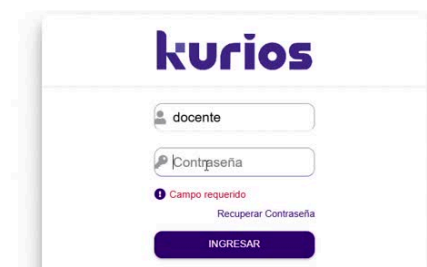 kurios
docente
Contraseña
Campo requerido
Recuperar Contraseña
INGRESAR